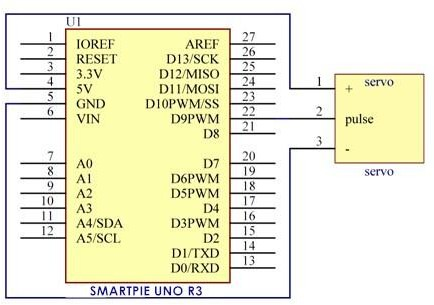 U1
1 IOREF AREF 27
2 RESET D13/SCK 26
3 3.3V D12/MISO 25
4 5V D11/MOSI 24
5 GND D10PWM/SS 23
6 VIN D9PWM 22
D8 21
7 A0 D7 20
8 A1 D6PWM 19
9 A2 D5PWM 18
10 A3 D4 17
11 A4/SDA D3PWM 16
12 A5/SCL D2 15
D1/TXD 14
D0/RXD 13
SMARTPIE UNO R3
1 + servo
2 pulse
3 -
servo